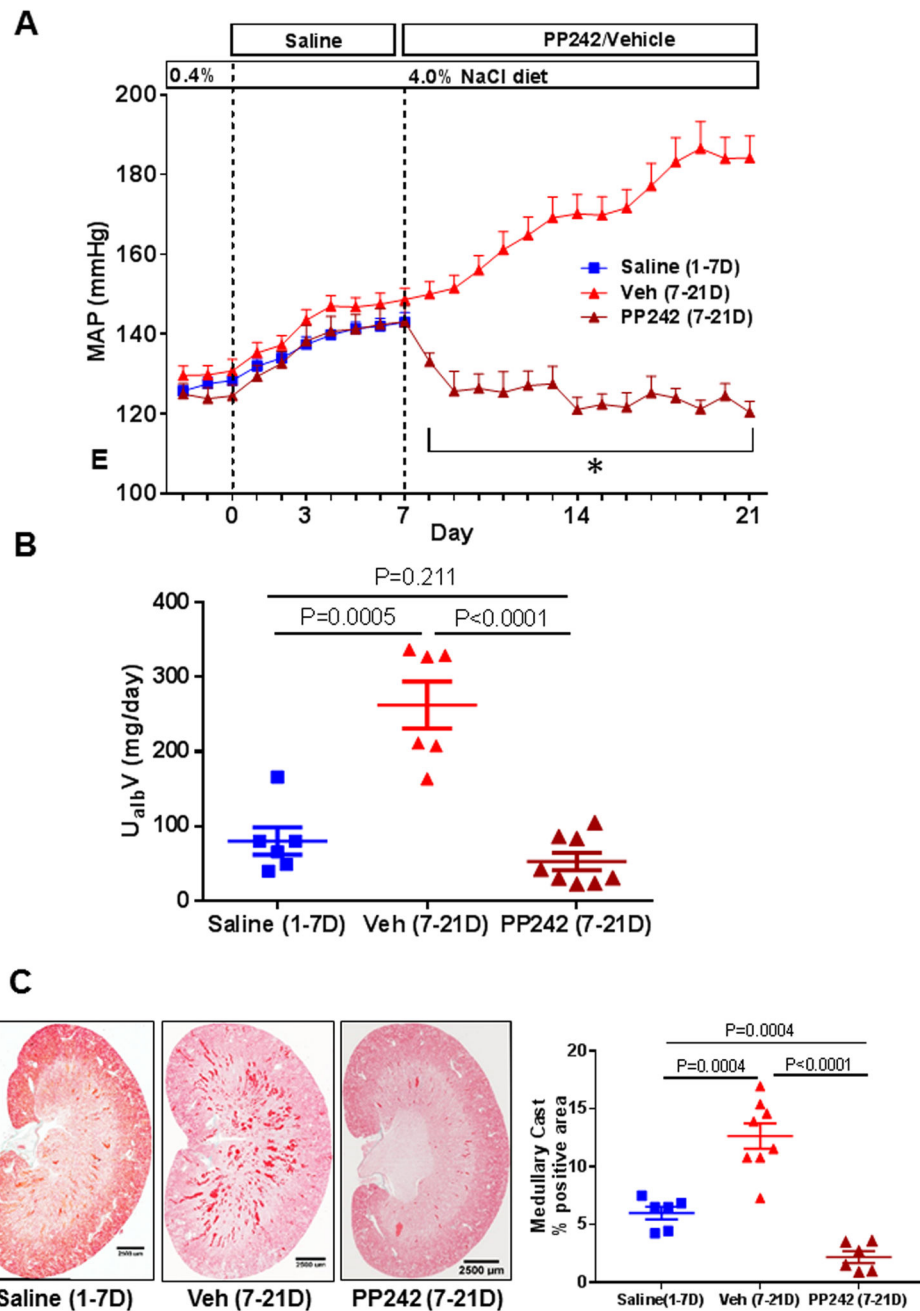 A
Saline
PP242/Vehicle
0.4%
4.0% NaCl diet
200
180
160
140
120
100
MAP (mmHg)
Saline (1-7D)
Veh (7-21D)
PP242 (7-21D)
*
E
0
3
7
14
21
Day
B
P=0.211
P=0.0005
P<0.0001
400
300
200
100
0
UalbV (mg/day)
Saline (1-7D)
Veh (7-21D)
PP242 (7-21D)
C
2500 µm
2500 µm
2500 µm
Saline (1-7D)
Veh (7-21D)
PP242 (7-21D)
P=0.0004
P=0.0004
P<0.0001
20
15
10
5
0
Medullary Cast
% positive area
Saline(1-7D)
Veh (7-21D)
PP242 (7-21D)